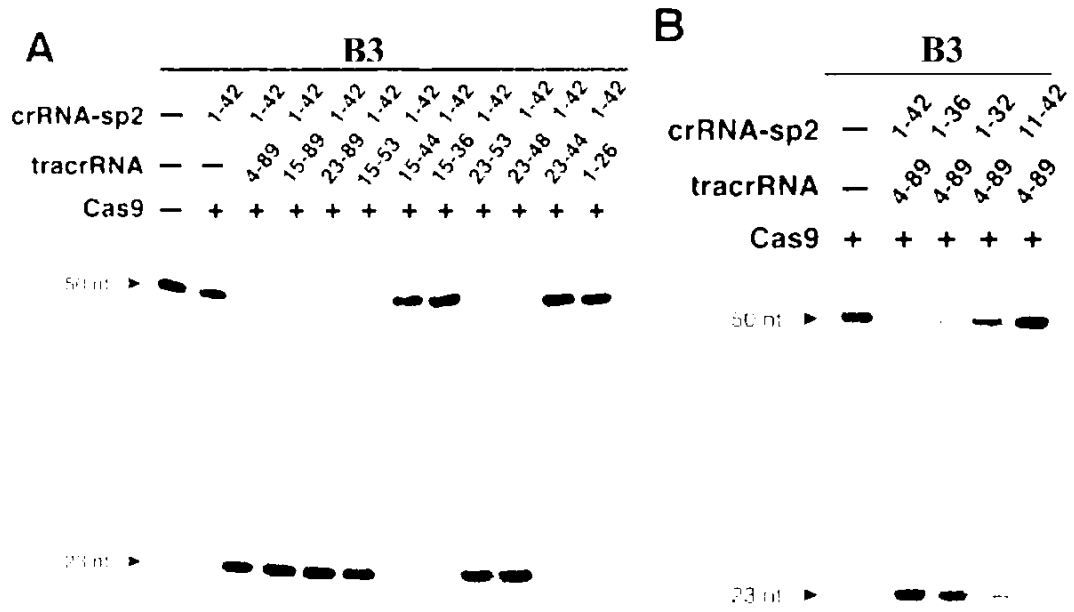 A
B3
crRNA-sp2 — 1-42 1-42 1-42 1-42 1-42 1-42 1-42 1-42 1-42 1-42 1-42
tracrRNA — — 4-89 15-89 23-89 15-53 15-44 15-36 23-53 23-48 23-44 1-26
Cas9 — + + + + + + + + + + +
50 nt ►
23 nt ►
B
B3
crRNA-sp2 — 1-42 1-36 1-32 11-42
tracrRNA — 4-89 4-89 4-89 4-89
Cas9 + + + + +
50 nt ►
23 nt ►